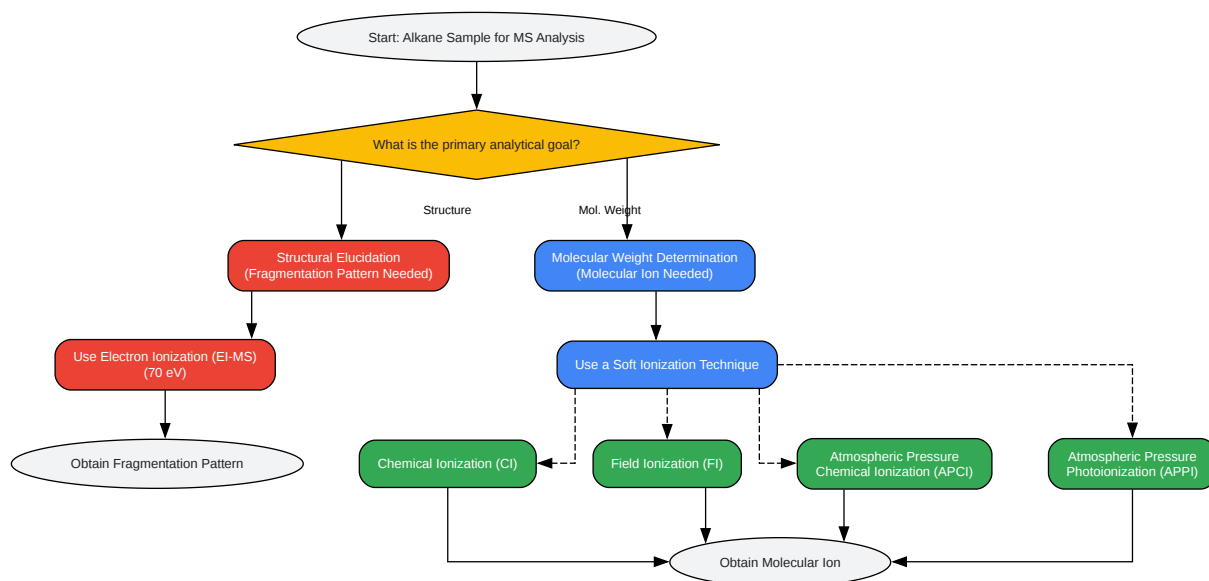 Start: Alkane Sample for MS Analysis
What is the primary analytical goal?
Structure
Mol. Weight
Structural Elucidation
(Fragmentation Pattern Needed)
Molecular Weight Determination
(Molecular Ion Needed)
Use Electron Ionization (EI-MS)
(70 eV)
Use a Soft Ionization Technique
Obtain Fragmentation Pattern
Chemical Ionization (CI)
Field Ionization (FI)
Atmospheric Pressure
Chemical Ionization (APCI)
Atmospheric Pressure
Photoionization (APPI)
Obtain Molecular Ion